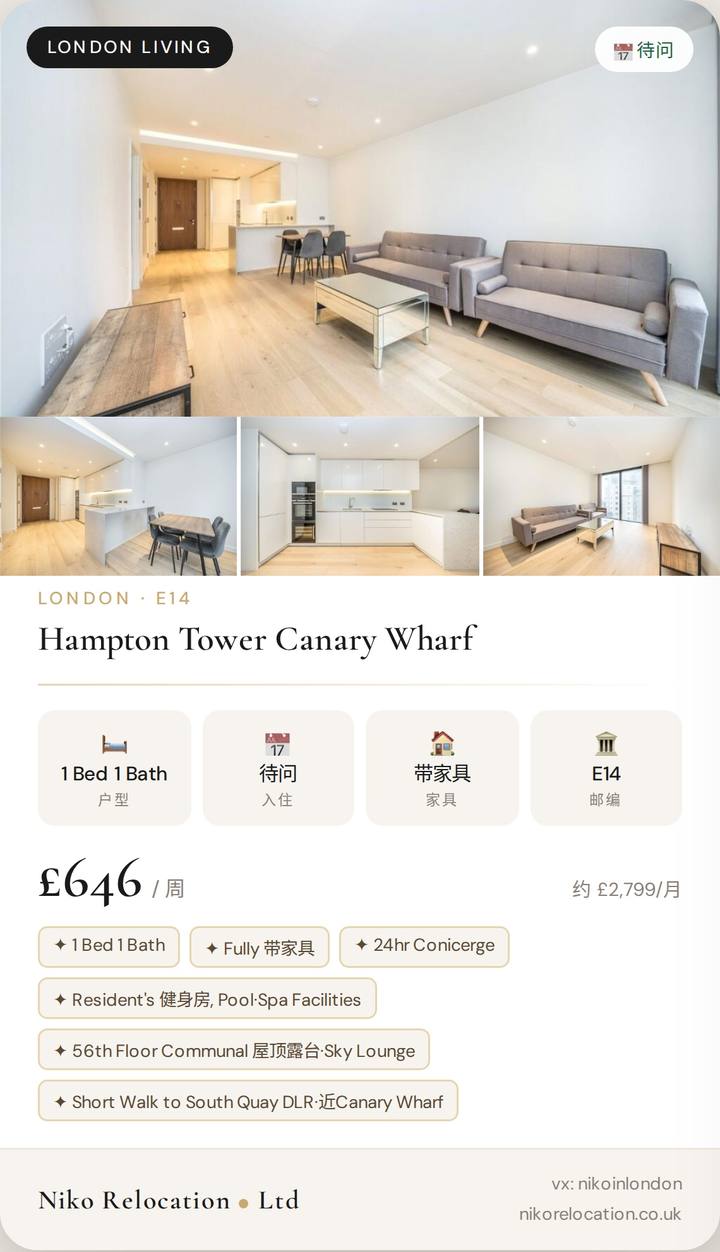 LONDON LIVING
17 待问
LONDON · E14
Hampton Tower Canary Wharf
17
1 Bed 1 Bath
户型
待问
入住
带家具
家具
E14
邮编
£646 / 周
约 £2,799/月
✦ 1 Bed 1 Bath
✦ Fully 带家具
✦ 24hr Conicerge
✦ Resident's 健身房, Pool·Spa Facilities
✦ 56th Floor Communal 屋顶露台·Sky Lounge
✦ Short Walk to South Quay DLR·近Canary Wharf
Niko Relocation ● Ltd
vx: nikoinlondon
nikorelocation.co.uk